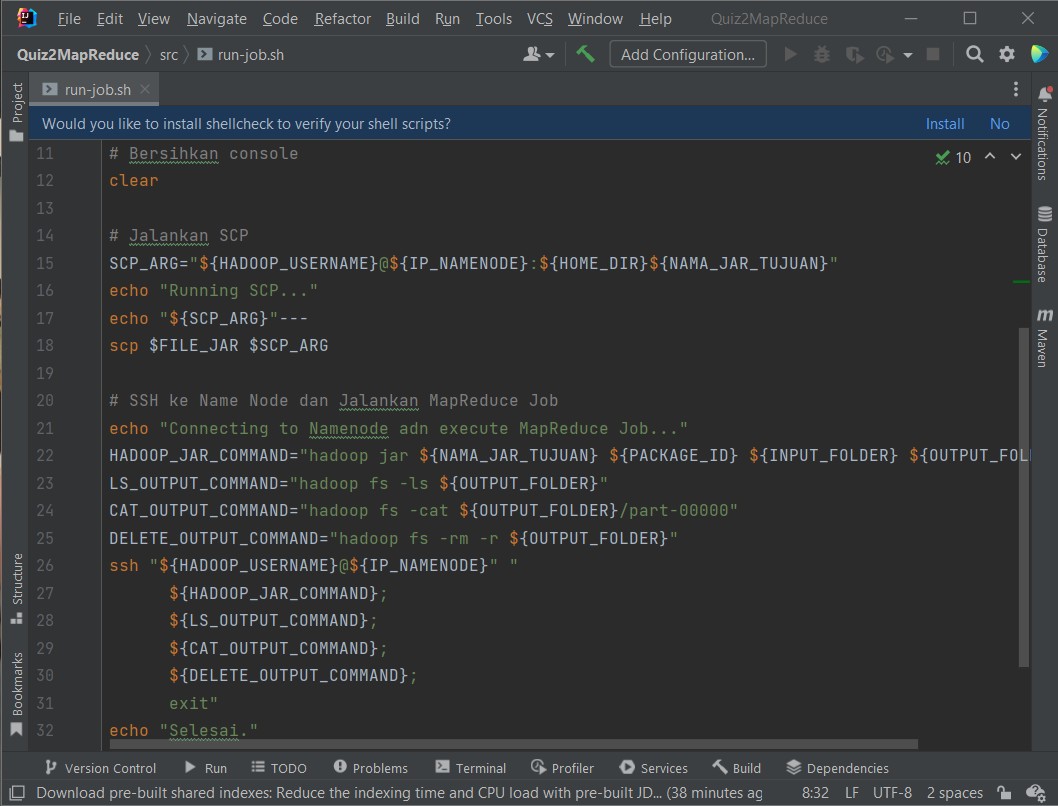 File Edit View Navigate Code Refactor Build Run Tools VCS Window Help Quiz2MapReduce
Quiz2MapReduce src run-job.sh Add Configuration...
Project
run-job.sh
Would you like to install shellcheck to verify your shell scripts? Install No
11 # Bersihkan console
10
12 clear
13
14 # Jalankan SCP
15 SCP_ARG="${HADOOP_USERNAME}@${IP_NAMENODE}:${HOME_DIR}${NAMA_JAR_TUJUAN}"
16 echo "Running SCP..."
17 echo "${SCP_ARG}"---
18 scp $FILE_JAR $SCP_ARG
19
20 # SSH ke Name Node dan Jalankan MapReduce Job
21 echo "Connecting to Namenode adn execute MapReduce Job..."
22 HADOOP_JAR_COMMAND="hadoop jar ${NAMA_JAR_TUJUAN} ${PACKAGE_ID} ${INPUT_FOLDER} ${OUTPUT_FOL
23 LS_OUTPUT_COMMAND="hadoop fs -ls ${OUTPUT_FOLDER}"
24 CAT_OUTPUT_COMMAND="hadoop fs -cat ${OUTPUT_FOLDER}/part-00000"
25 DELETE_OUTPUT_COMMAND="hadoop fs -rm -r ${OUTPUT_FOLDER}"
26 ssh "${HADOOP_USERNAME}@${IP_NAMENODE}" "
27 ${HADOOP_JAR_COMMAND};
28 ${LS_OUTPUT_COMMAND};
29 ${CAT_OUTPUT_COMMAND};
30 ${DELETE_OUTPUT_COMMAND};
31 exit"
32 echo "Selesai."
Structure
Bookmarks
Notifications
Database
m Maven
Version Control Run TODO Problems Terminal Profiler Services Build Dependencies
Download pre-built shared indexes: Reduce the indexing time and CPU load with pre-built JD... (38 minutes ag 8:32 LF UTF-8 2 spaces